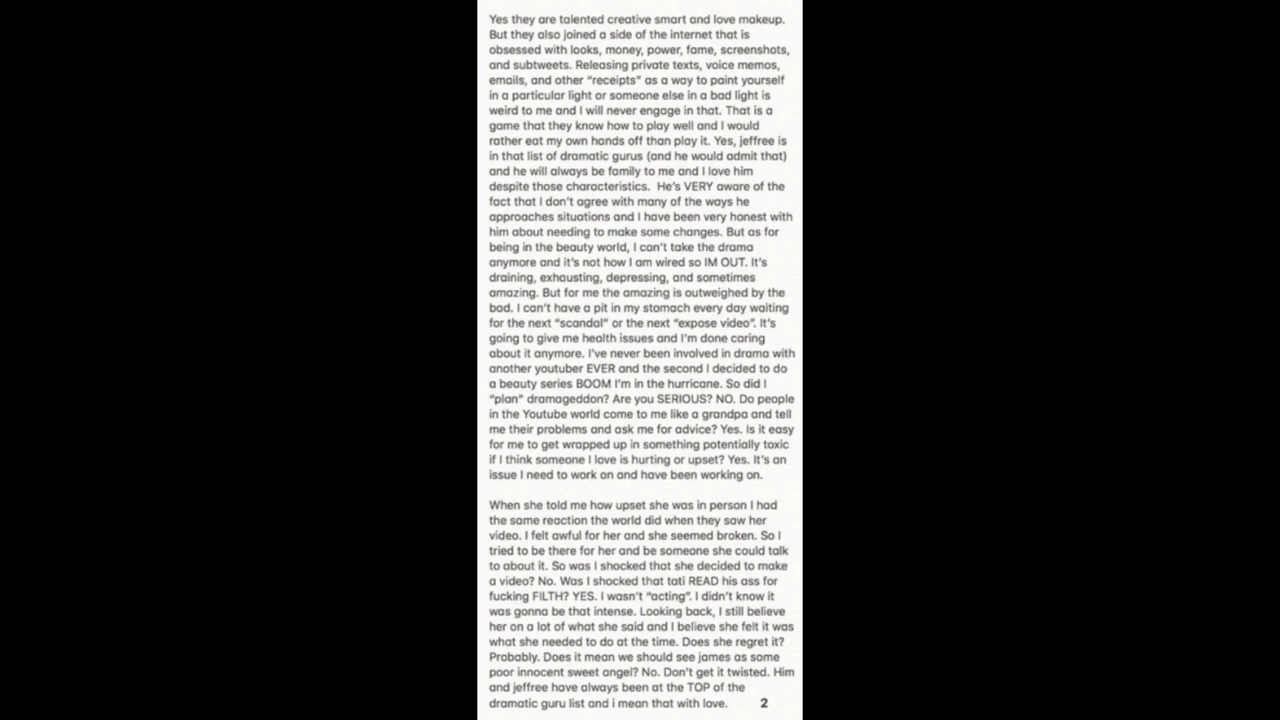 Yes they are talented creative smart and love makeup.
But they also joined a side of the internet that is
obsessed with looks, money, power, fame, screenshots,
and subtweets. Releasing private texts, voice memos,
emails, and other “receipts” as a way to paint yourself
in a particular light or someone else in a bad light is
weird to me and I will never engage in that. That is a
game that they know how to play well and I would
rather eat my own hands off than play it. Yes, jeffree is
in that list of dramatic gurus (and he would admit that)
and he will always be family to me and I love him
despite those characteristics. He's VERY aware of the
fact that I don't agree with many of the ways he
approaches situations and I have been very honest with
him about needing to make some changes. But as for
being in the beauty world, I can't take the drama
anymore and it's not how I am wired so IM OUT. It's
draining, exhausting, depressing, and sometimes
amazing. But for me the amazing is outweighed by the
bad. I can't have a pit in my stomach every day waiting
for the next “scandal” or the next “expose video”. It's
going to give me health issues and I'm done caring
about it anymore. I've never been involved in drama with
another youtuber EVER and the second I decided to do
a beauty series BOOM I'm in the hurricane. So did I
“plan” dramageddon? Are you SERIOUS? NO. Do people
in the Youtube world come to me like a grandpa and tell
me their problems and ask me for advice? Yes. Is it easy
for me to get wrapped up in something potentially toxic
if I think someone I love is hurting or upset? Yes. It's an
issue I need to work on and have been working on.

When she told me how upset she was in person I had
the same reaction the world did when they saw her
video. I felt awful for her and she seemed broken. So I
tried to be there for her and be someone she could talk
to about it. So was I shocked that she decided to make
a video? No. Was I shocked that tati READ his ass for
fucking FILTH? YES. I wasn't “acting”. I didn't know it
was gonna be that intense. Looking back, I still believe
her on a lot of what she said and I believe she felt it was
what she needed to do at the time. Does she regret it?
Probably. Does it mean we should see james as some
poor innocent sweet angel? No. Don't get it twisted. Him
and jeffree have always been at the TOP of the
dramatic guru list and i mean that with love. 2